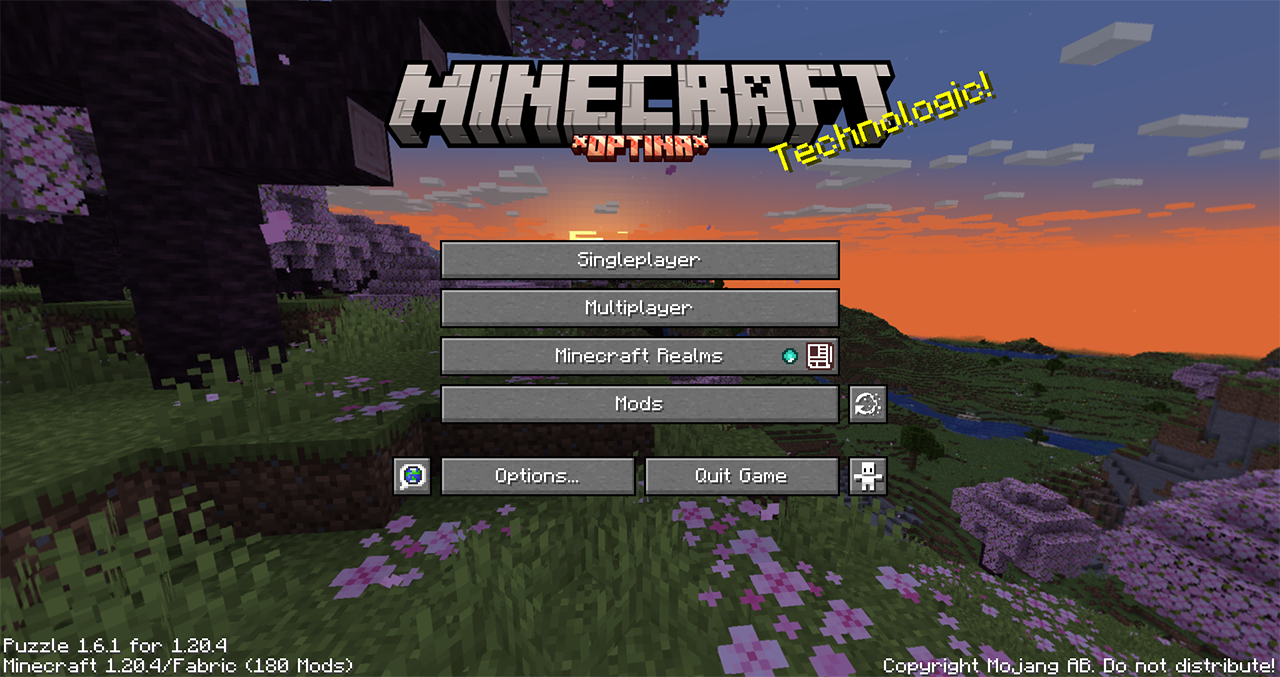 MINECRAFT
*OPTINA*
Technologic!
Singleplayer
Multiplayer
Minecraft Realms
Mods
Options...
Quit Game
Puzzle 1.6.1 for 1.20.4
Minecraft 1.20.4/Fabric (180 Mods)
Copyright Mojang AB. Do not distribute!